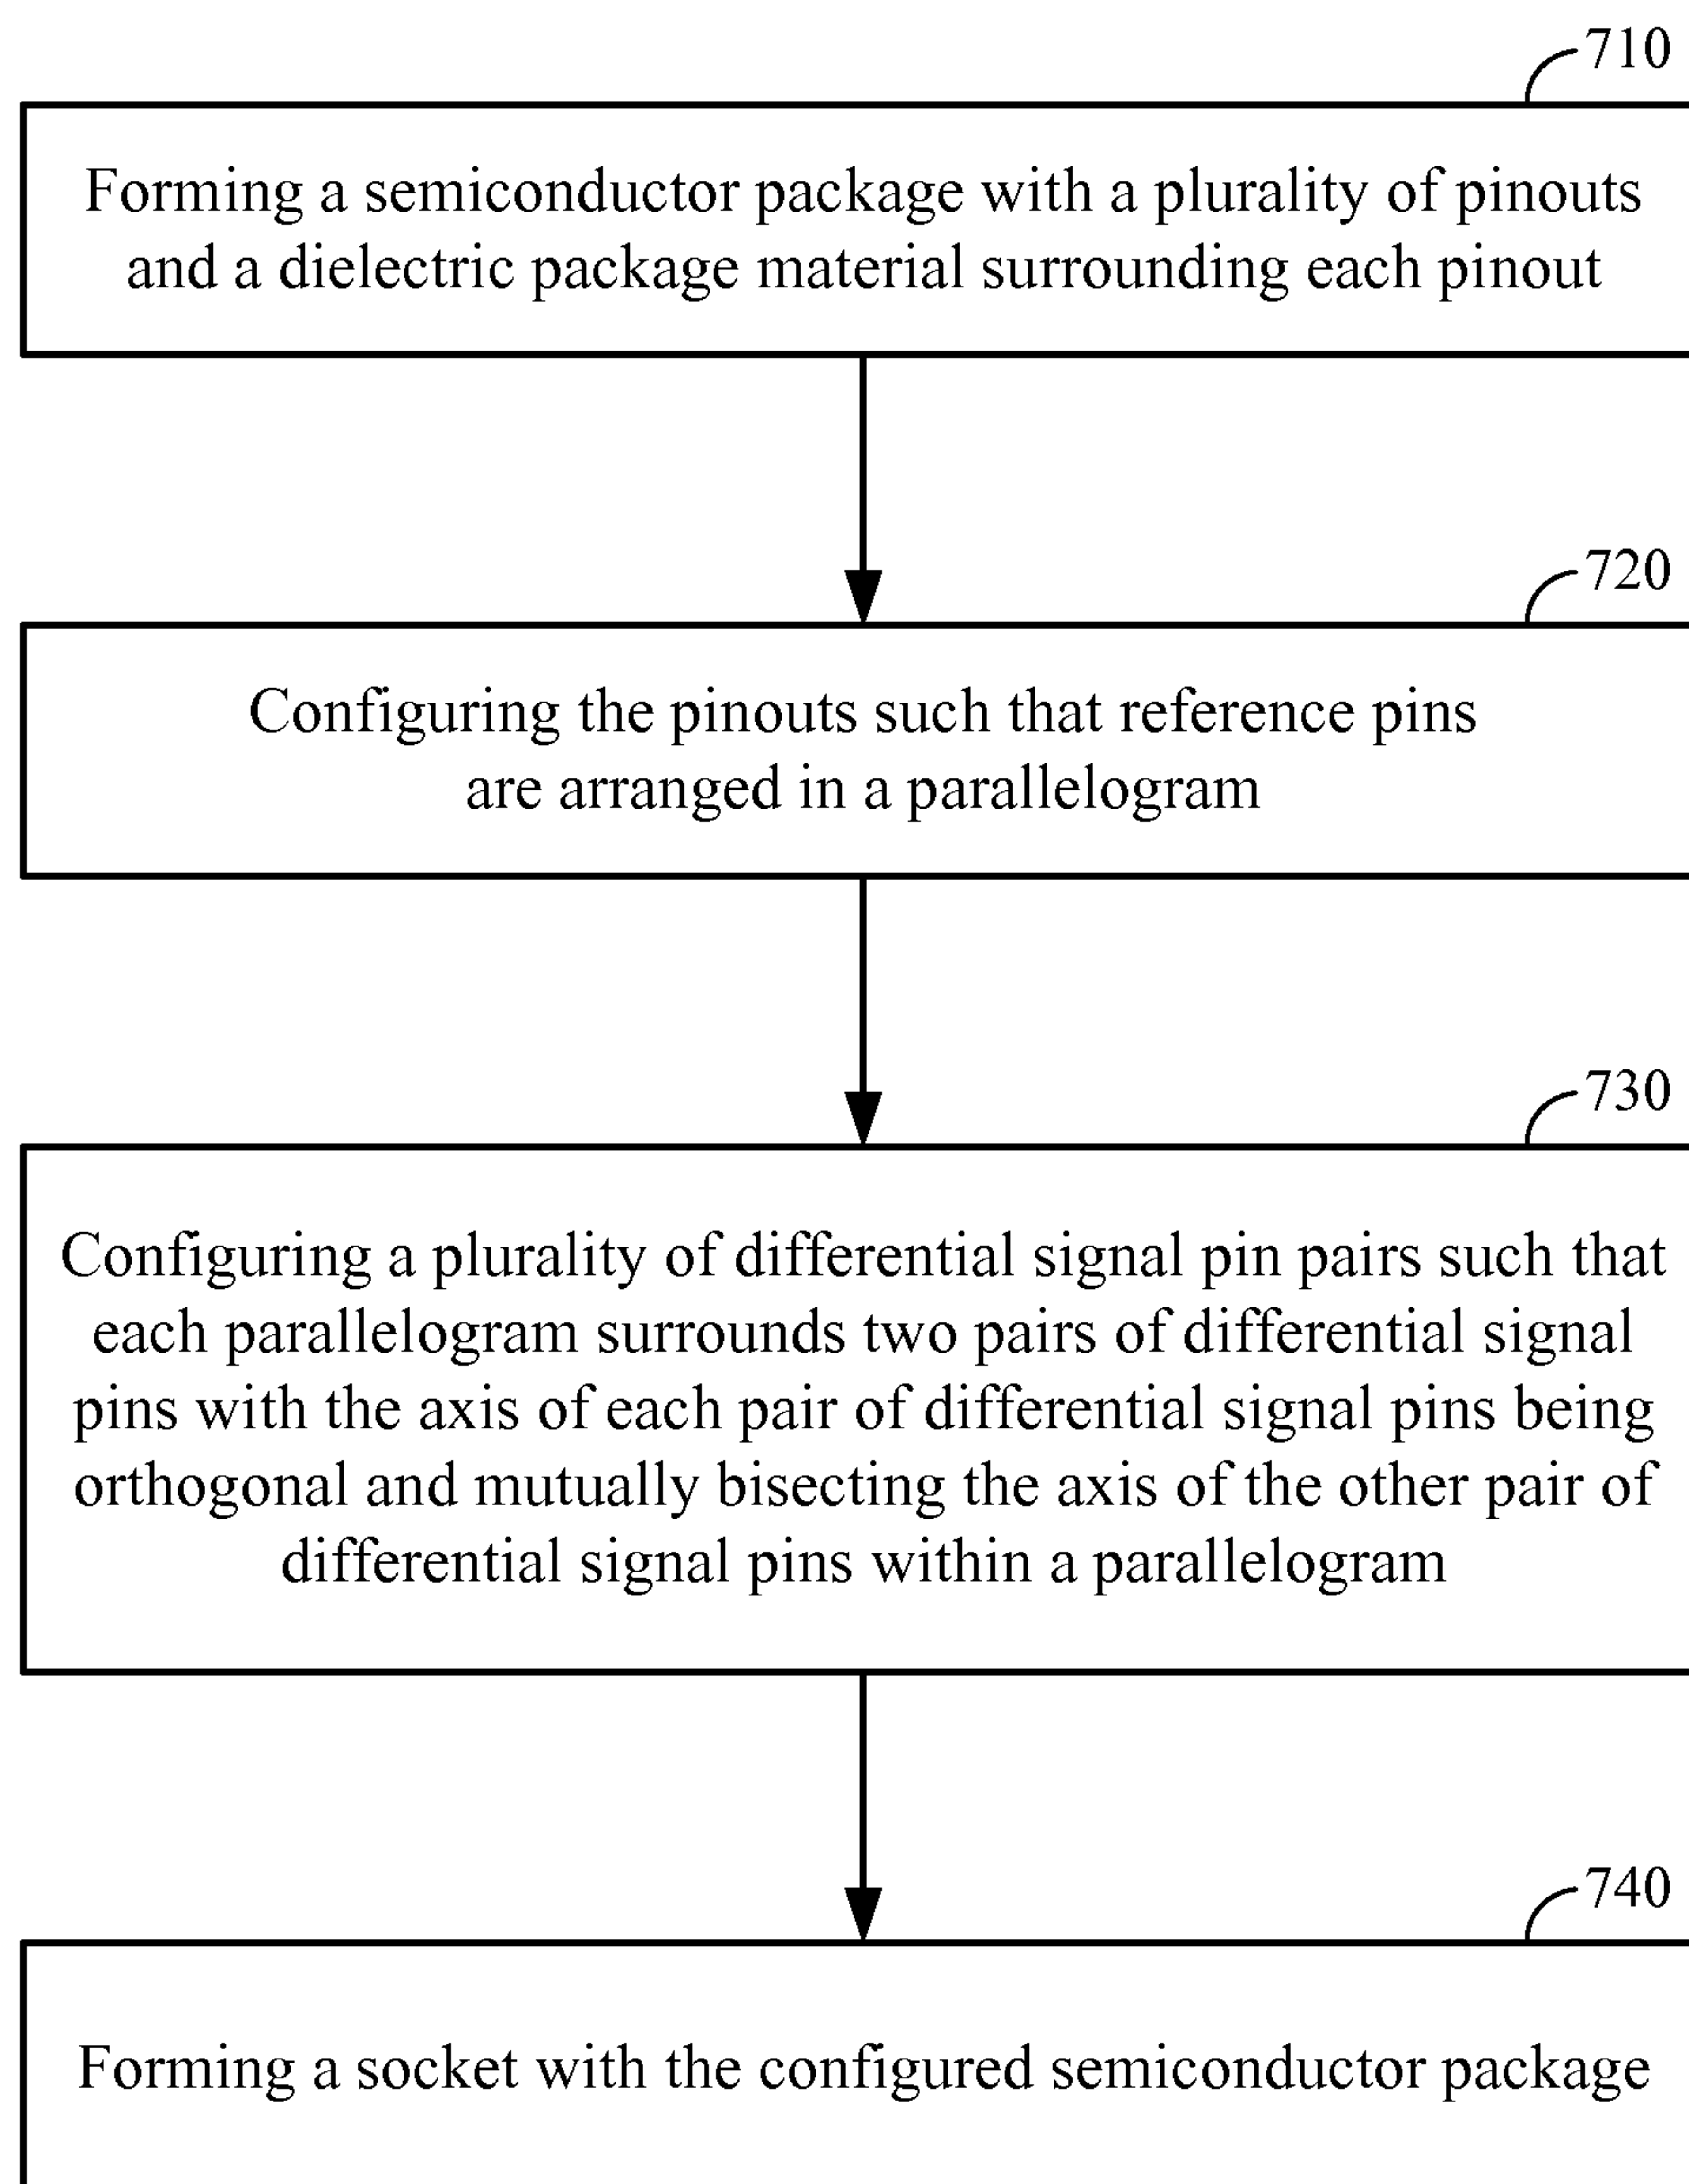 710
Forming a semiconductor package with a plurality of pinouts
and a dielectric package material surrounding each pinout
720
Configuring the pinouts such that reference pins
are arranged in a parallelogram
730
Configuring a plurality of differential signal pin pairs such that
each parallelogram surrounds two pairs of differential signal
pins with the axis of each pair of differential signal pins being
orthogonal and mutually bisecting the axis of the other pair of
differential signal pins within a parallelogram
740
Forming a socket with the configured semiconductor package